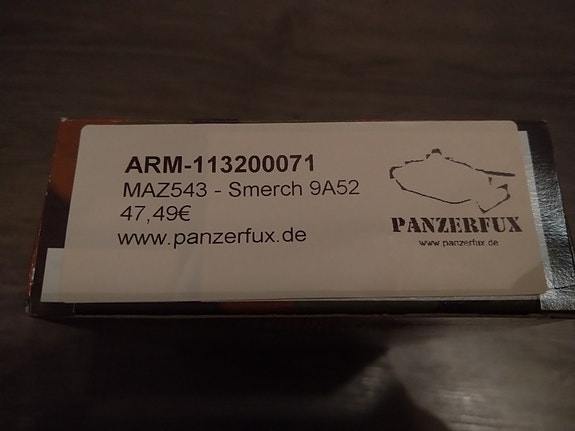 ARM-113200071
MAZ543 - Smerch 9A52
47,49€
www.panzerfux.de
PANZERFUX
www.panzerfux.de